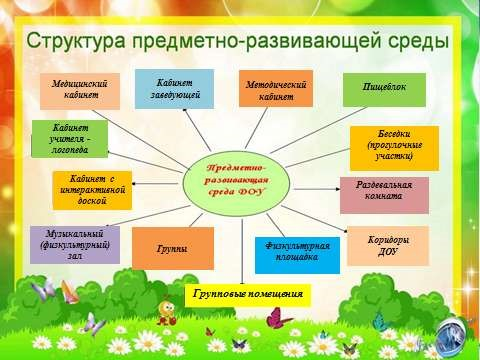 Структура предметно-развивающей среды
Медицинский
кабинет
Кабинет
заведующей
Методический
кабинет
Пищеблок
Кабинет
учителя -
логопеда
Беседки
(прогулочные
участки)
Предметно-
развивающая
среда ДОУ
Кабинет с
интерактивной
доской
Раздевальная
комната
Музыкальный
(физкультурный)
зал
Группы
Физкультурная
площадка
Коридоры
ДОУ
Групповые помещения